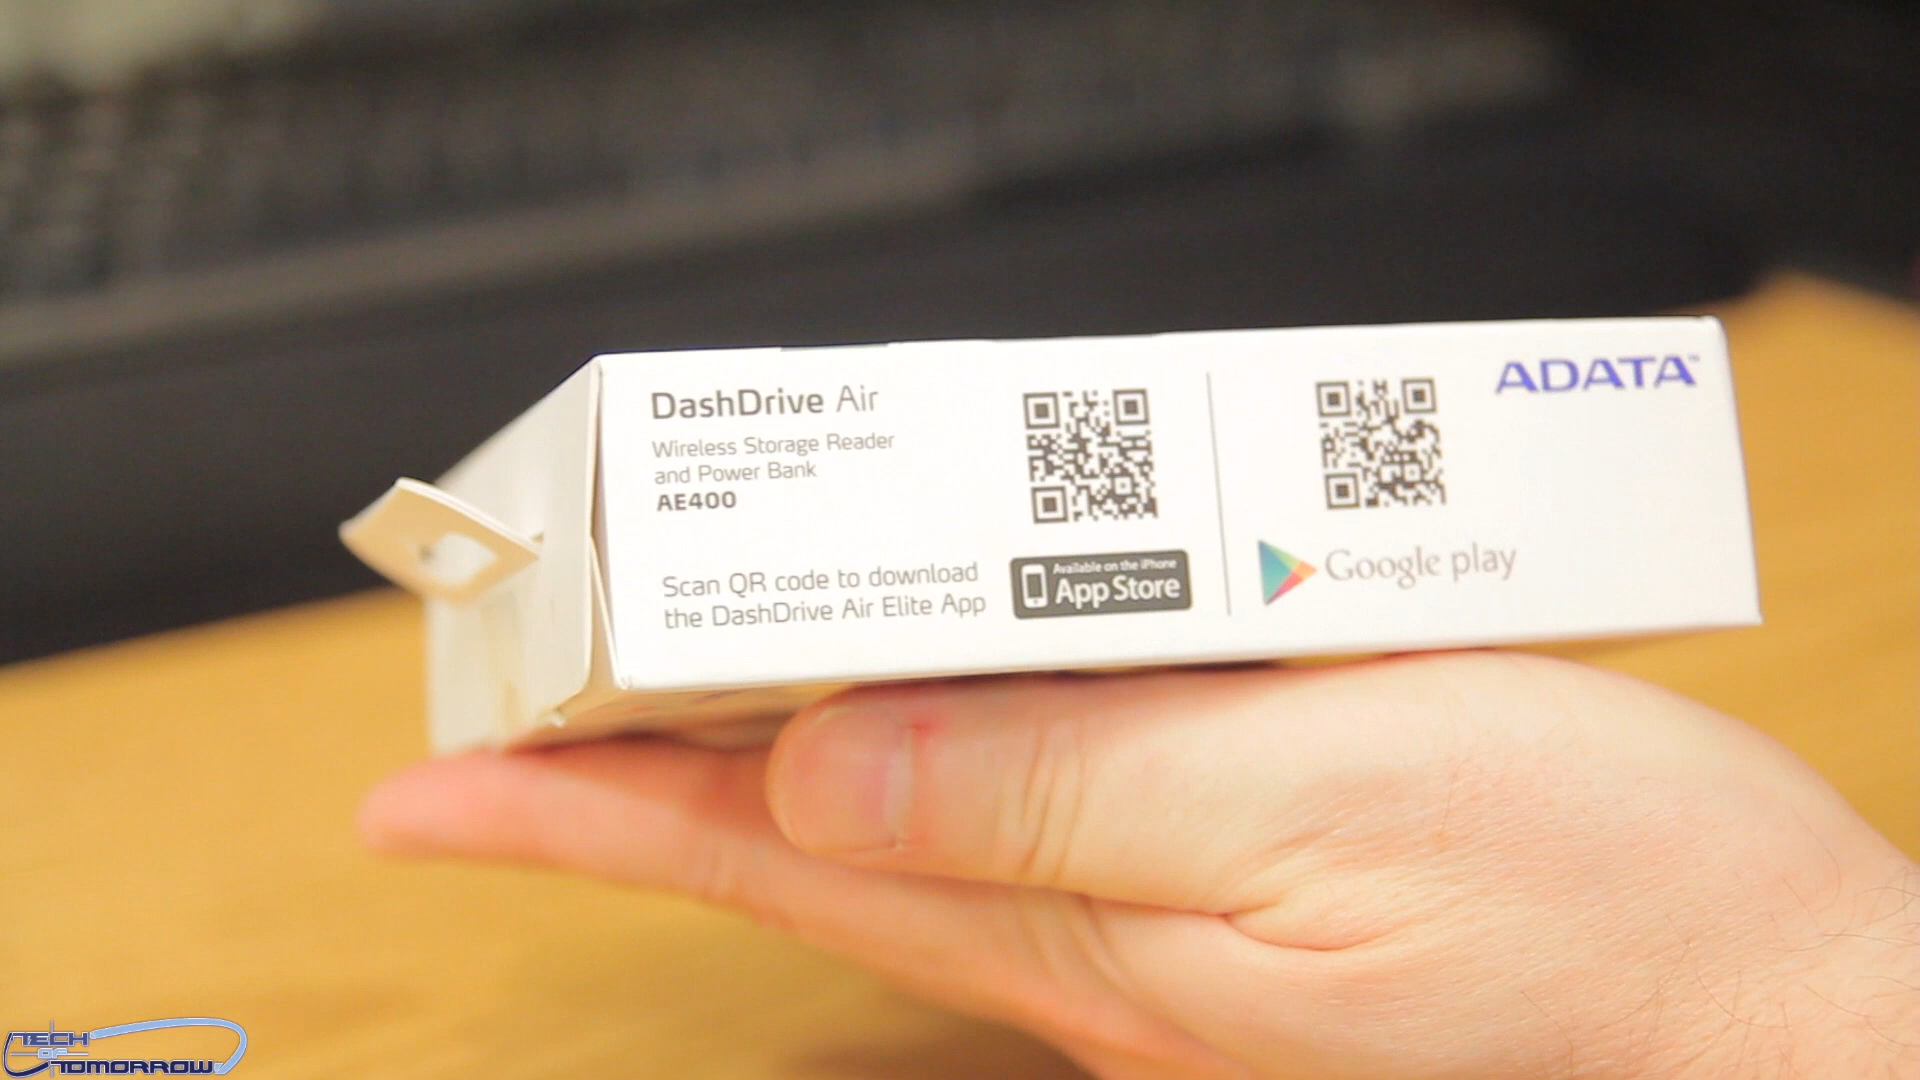 DashDrive Air
Wireless Storage Reader
and Power Bank
AE400
Scan QR code to download
the DashDrive Air Elite App
Available on the iPhone
App Store
Google play
ADATA™
TECH
OF
TOMORROW